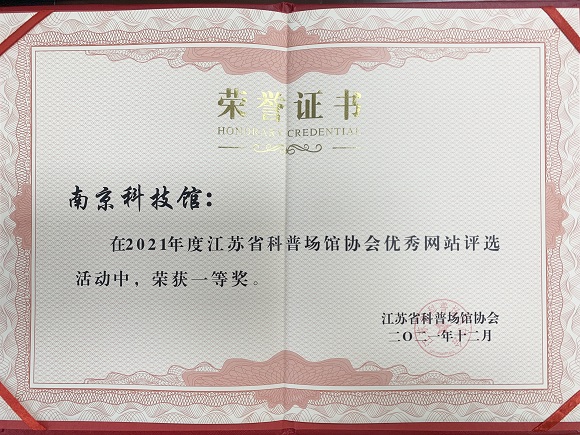 荣誉证书
HONORARY CREDENTIAL
南京科技馆：
在2021年度江苏省科普场馆协会优秀网站评选
活动中，荣获一等奖。
江苏省科普场馆协会
二〇二一年十二月